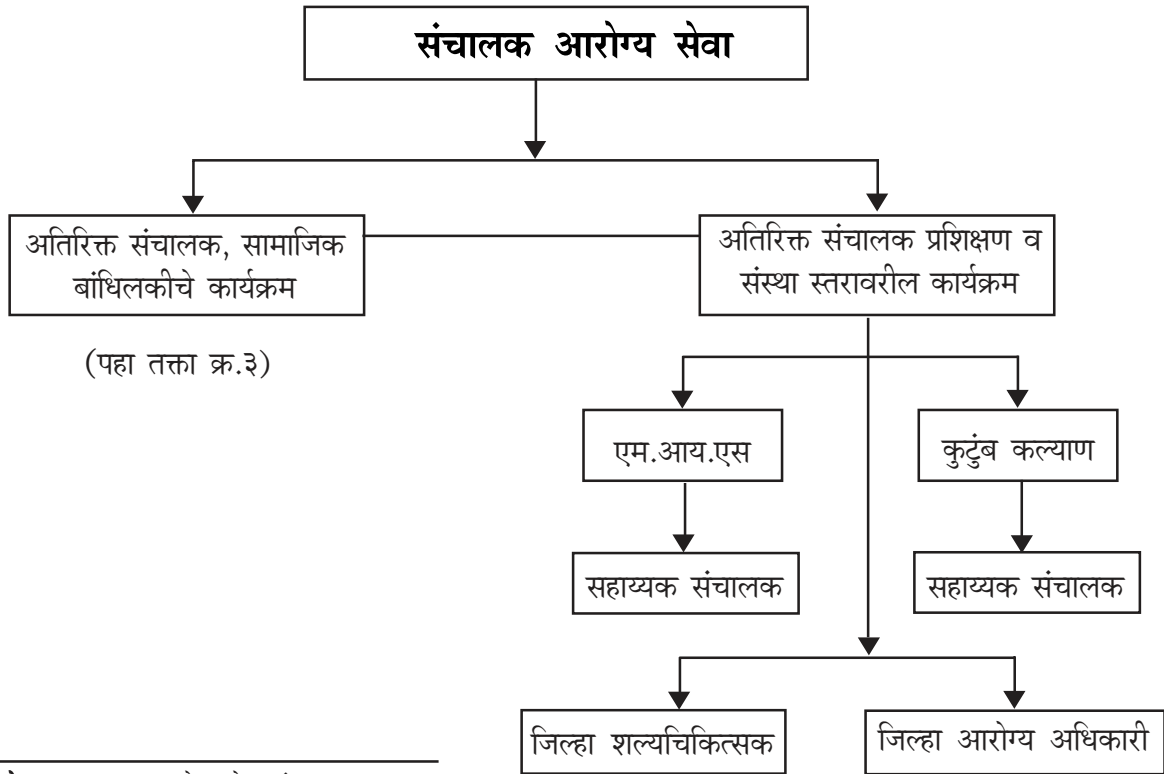 संचालक आरोग्य सेवा
अतिरिक्त संचालक, सामाजिक
बांधिलकीचे कार्यक्रम
अतिरिक्त संचालक प्रशिक्षण व
संस्था स्तरावरील कार्यक्रम
(पहा तक्ता क्र.३)
एम.आय.एस
कुटुंब कल्याण
सहाय्यक संचालक
सहाय्यक संचालक
जिल्हा शल्यचिकित्सक
जिल्हा आरोग्य अधिकारी